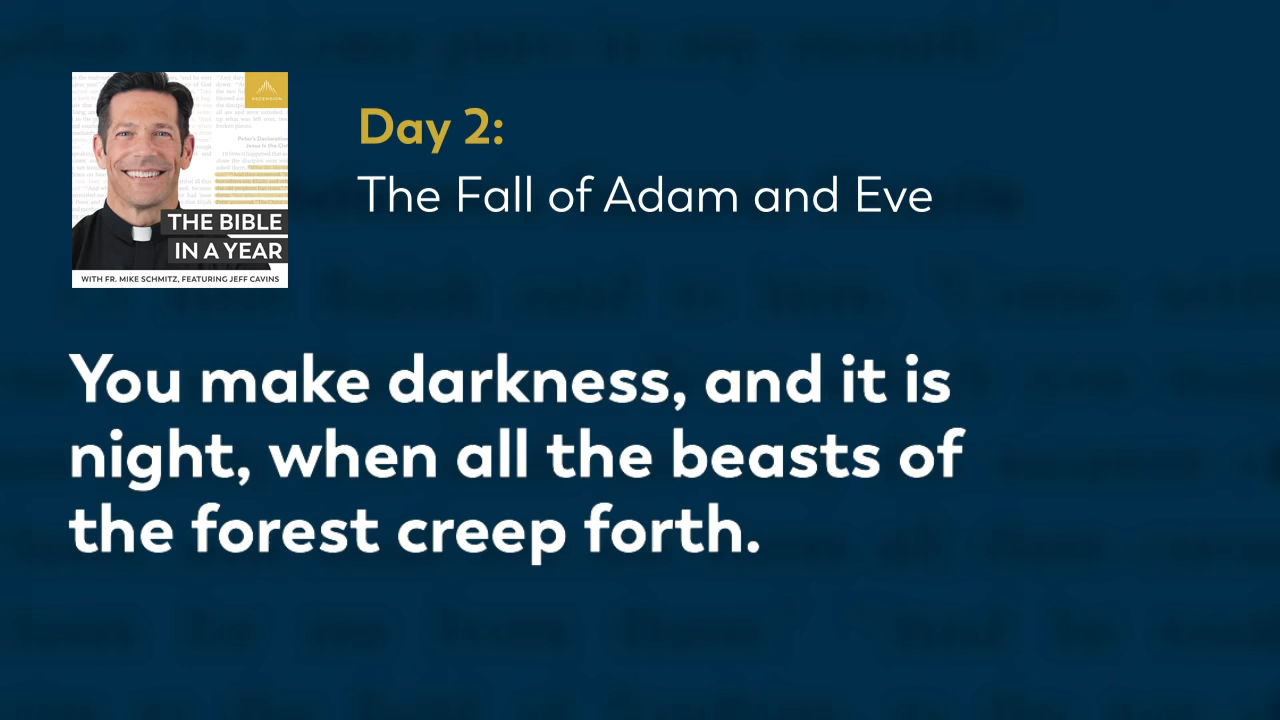 ASCENSION
THE BIBLE
IN A YEAR
WITH FR. MIKE SCHMITZ, FEATURING JEFF CAVINS
Day 2:
The Fall of Adam and Eve
You make darkness, and it is
night, when all the beasts of
the forest creep forth.